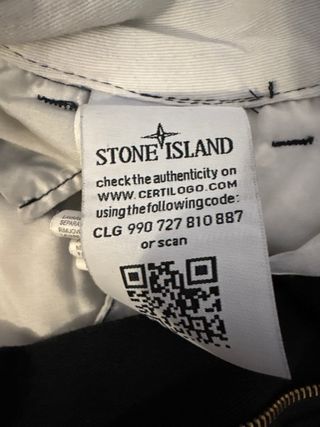 STONE ISLAND
check the authenticity on
WWW.CERTILOGO.COM
using the following code:
CLG 990 727 810 887
or scan